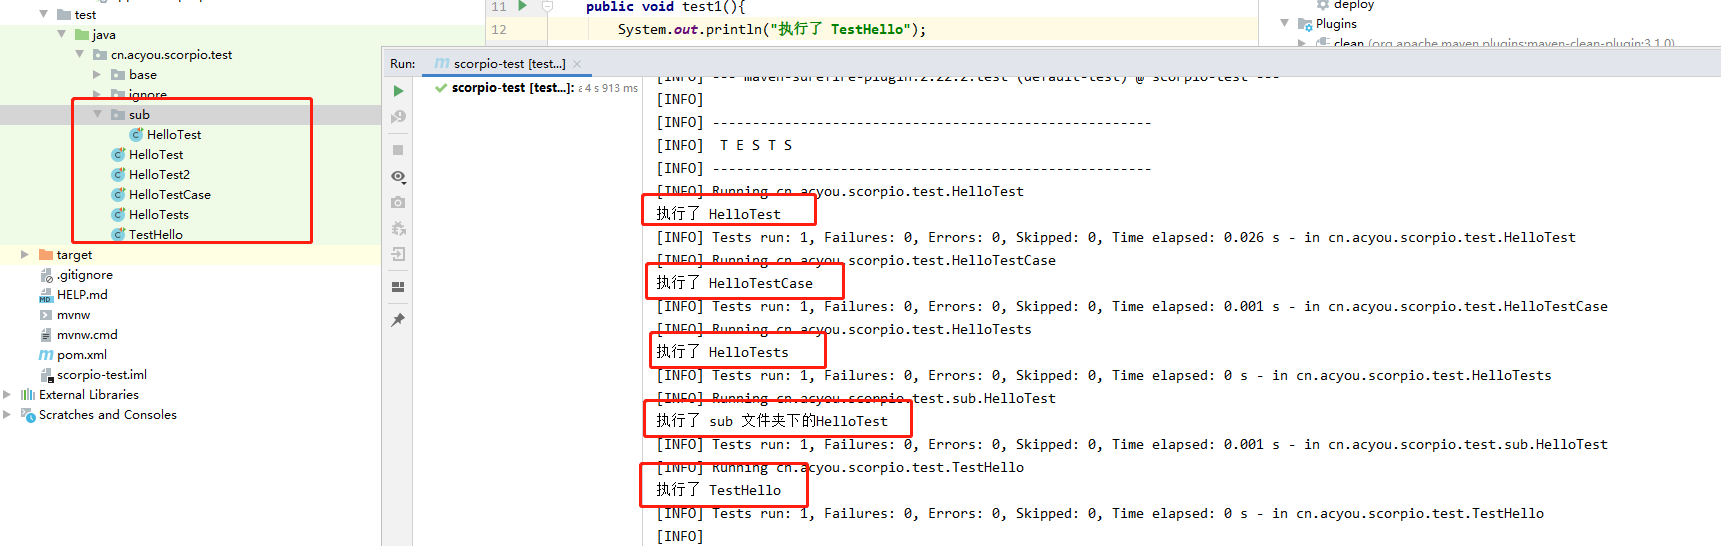 test
java
cn.acyou.scorpio.test
base
ignore
sub
HelloTest
HelloTest
HelloTest2
HelloTestCase
HelloTests
TestHello
target
.gitignore
HELP.md
mvnw
mvnw.cmd
pom.xml
scorpio-test.iml
External Libraries
Scratches and Consoles
11 public void test1(){
12 System.out.println("执行了 TestHello");
deploy
Plugins
clean (org.apache.maven.plugins:maven-clean-plugin:3.1.0)
Run: scorpio-test [test...]
scorpio-test [test...]: a 4 s 913 ms
[INFO] --- maven-surefire-plugin:2.22.2:test (default-test) @ scorpio-test ---
[INFO]
[INFO] -------------------------------------------------------
[INFO]  T E S T S
[INFO] -------------------------------------------------------
[INFO] Running cn.acyou.scorpio.test.HelloTest
执行了 HelloTest
[INFO] Tests run: 1, Failures: 0, Errors: 0, Skipped: 0, Time elapsed: 0.026 s - in cn.acyou.scorpio.test.HelloTest
[INFO] Running cn.acyou.scorpio.test.HelloTestCase
执行了 HelloTestCase
[INFO] Tests run: 1, Failures: 0, Errors: 0, Skipped: 0, Time elapsed: 0.001 s - in cn.acyou.scorpio.test.HelloTestCase
[INFO] Running cn.acyou.scorpio.test.HelloTests
执行了 HelloTests
[INFO] Tests run: 1, Failures: 0, Errors: 0, Skipped: 0, Time elapsed: 0 s - in cn.acyou.scorpio.test.HelloTests
[INFO] Running cn.acyou.scorpio.test.sub.HelloTest
执行了 sub 文件夹下的HelloTest
[INFO] Tests run: 1, Failures: 0, Errors: 0, Skipped: 0, Time elapsed: 0.001 s - in cn.acyou.scorpio.test.sub.HelloTest
[INFO] Running cn.acyou.scorpio.test.TestHello
执行了 TestHello
[INFO] Tests run: 1, Failures: 0, Errors: 0, Skipped: 0, Time elapsed: 0 s - in cn.acyou.scorpio.test.TestHello
[INFO]